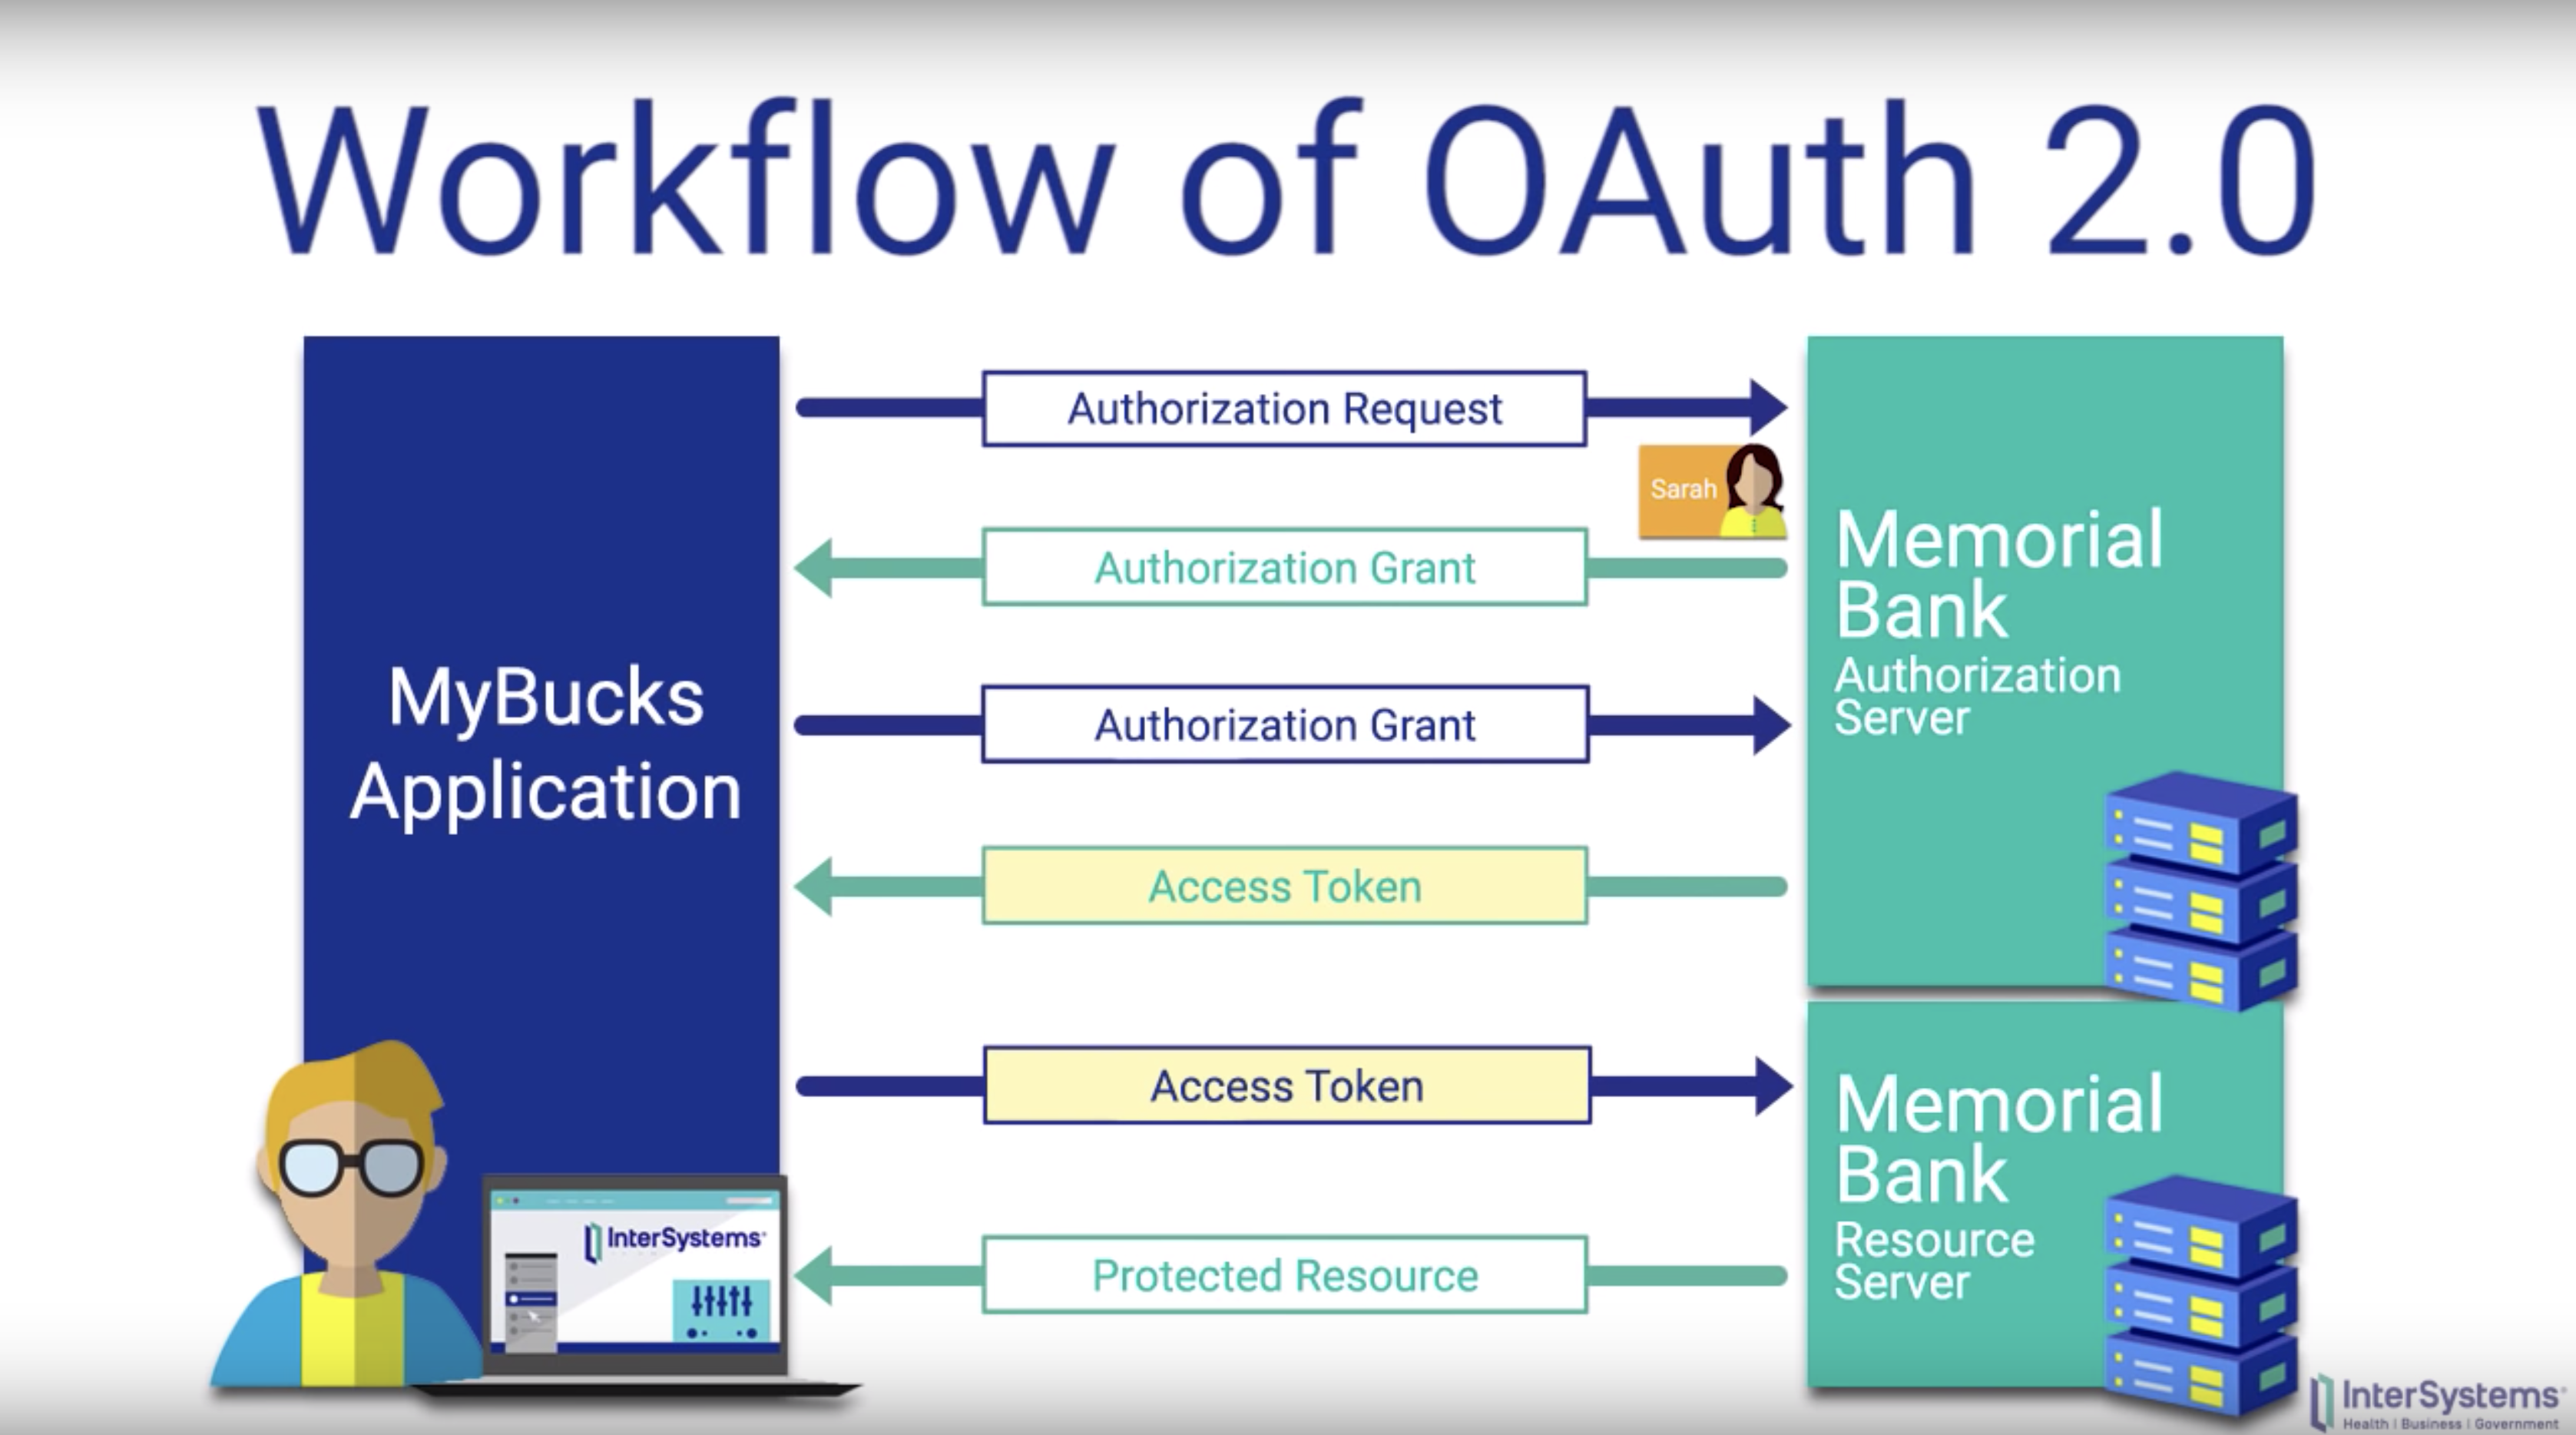 Workflow of OAuth 2.0
MyBucks
Application
Authorization Request
Sarah
Authorization Grant
Authorization Grant
Access Token
Access Token
Protected Resource
Memorial
Bank
Authorization
Server
Memorial
Bank
Resource
Server
InterSystems®
InterSystems®
Health | Business | Government